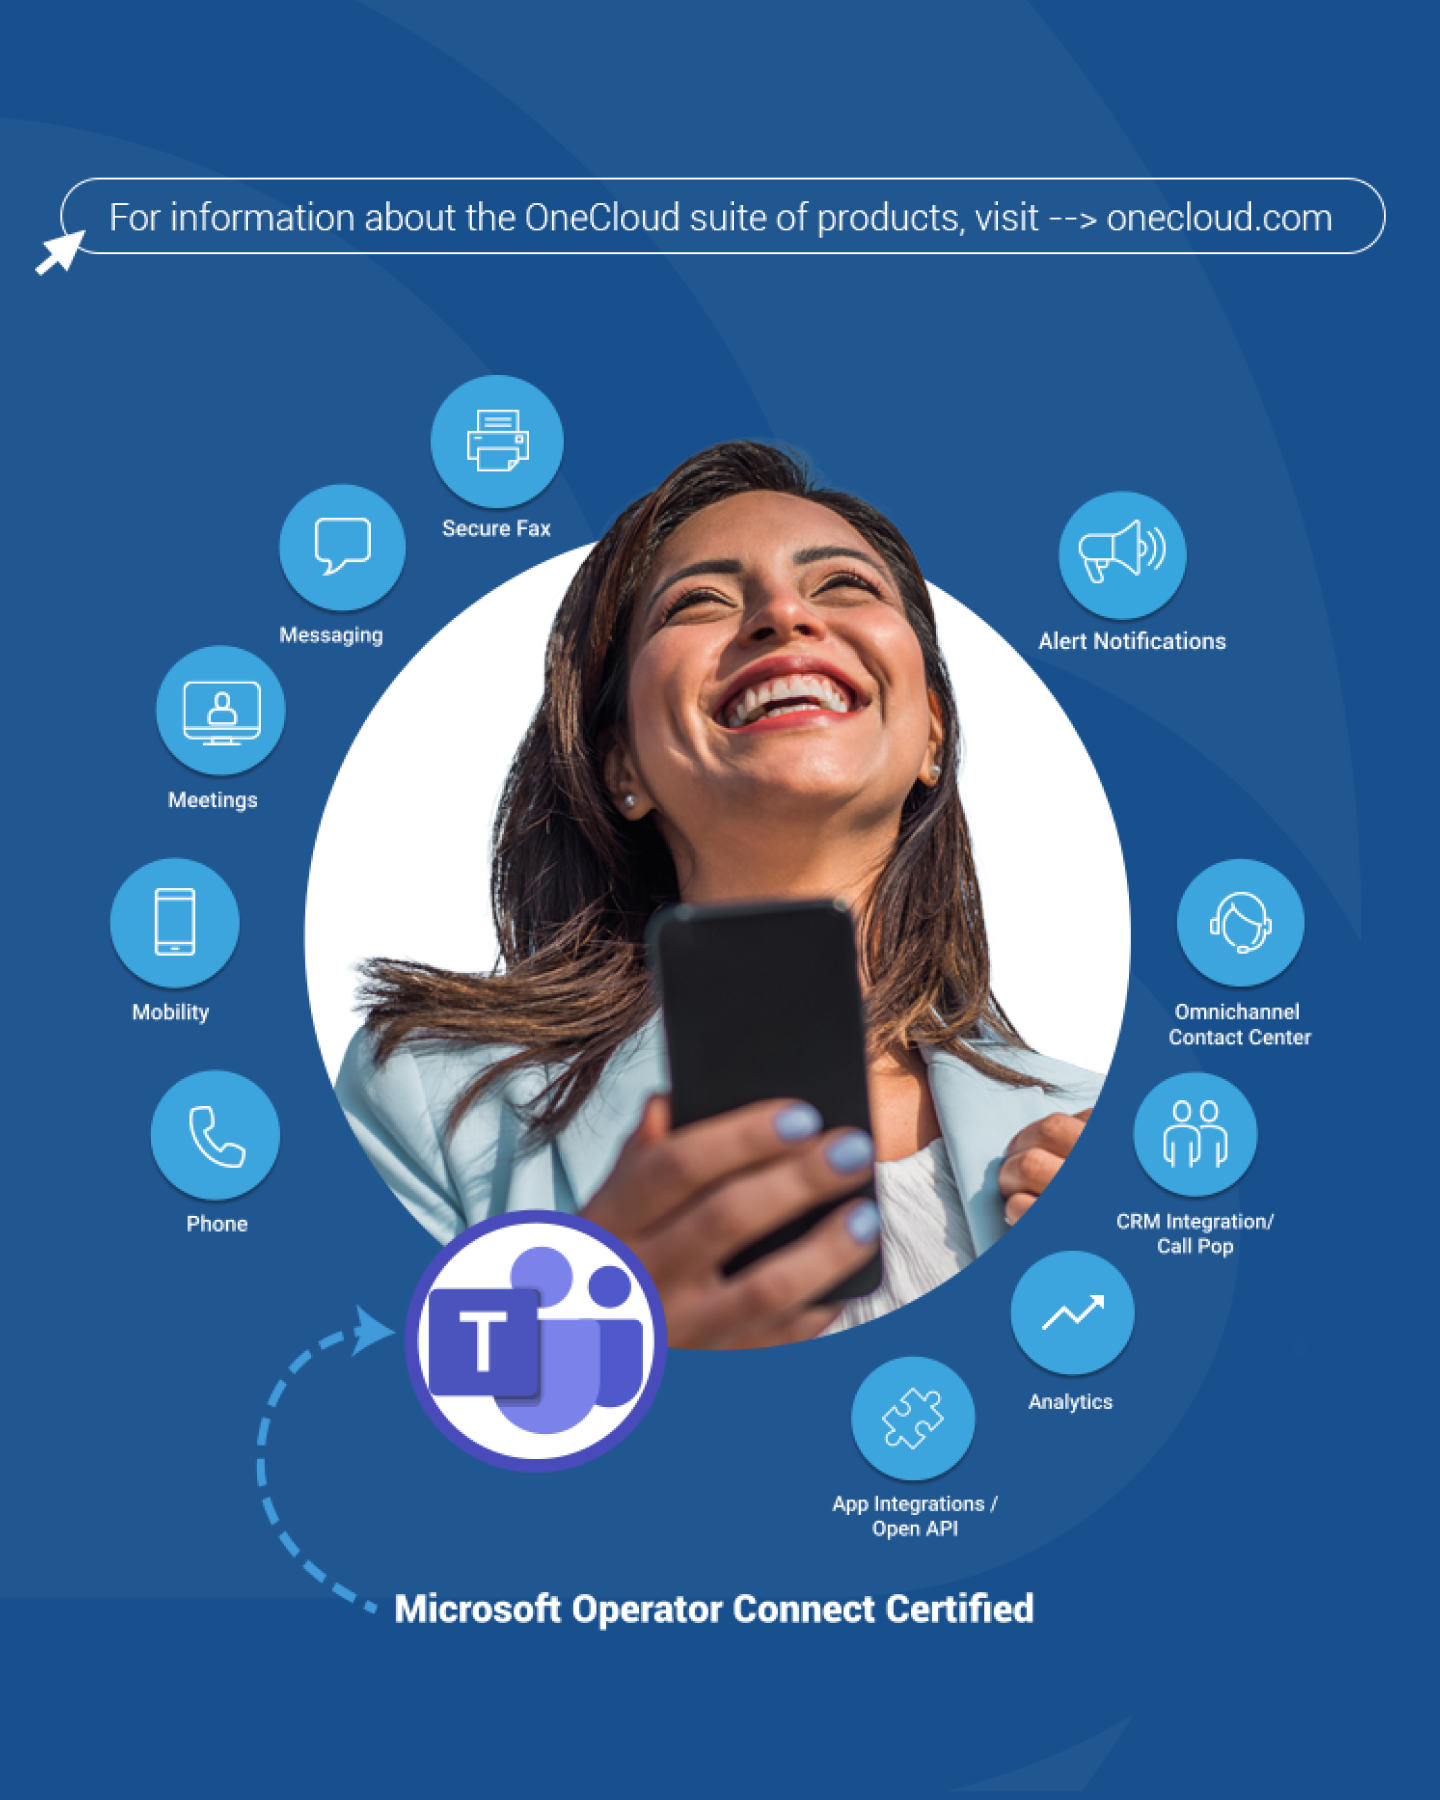 For information about the OneCloud suite of products, visit --> onecloud.com
Secure Fax
Messaging
Alert Notifications
Meetings
Mobility
Omnichannel
Contact Center
Phone
CRM Integration/
Call Pop
T
Analytics
App Integrations /
Open API
Microsoft Operator Connect Certified